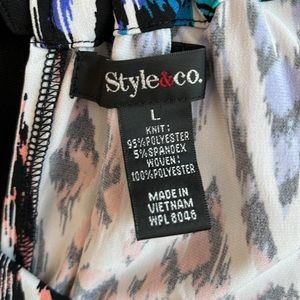 Style&co.
L
KNIT:
95%POLYESTER
5%SPANDEX
WOVEN:
100%POLYESTER
MADE IN
VIETNAM
WPL 8046